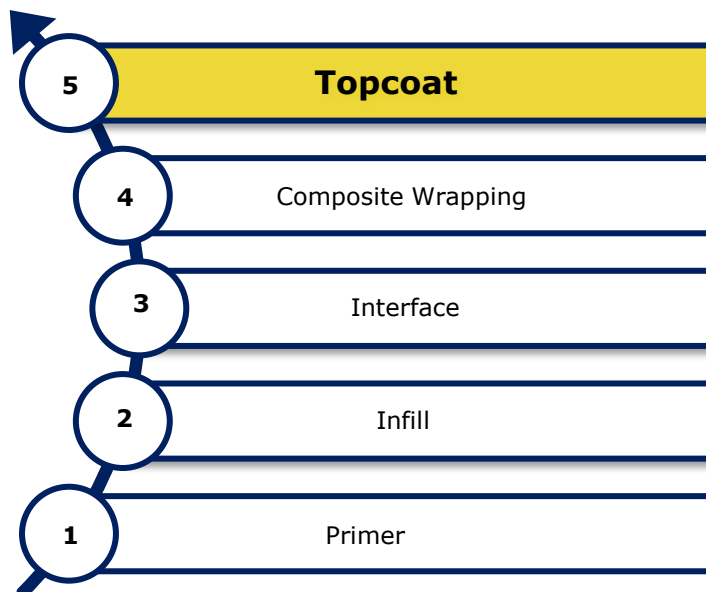 5 Topcoat
4 Composite Wrapping
3 Interface
2 Infill
1 Primer